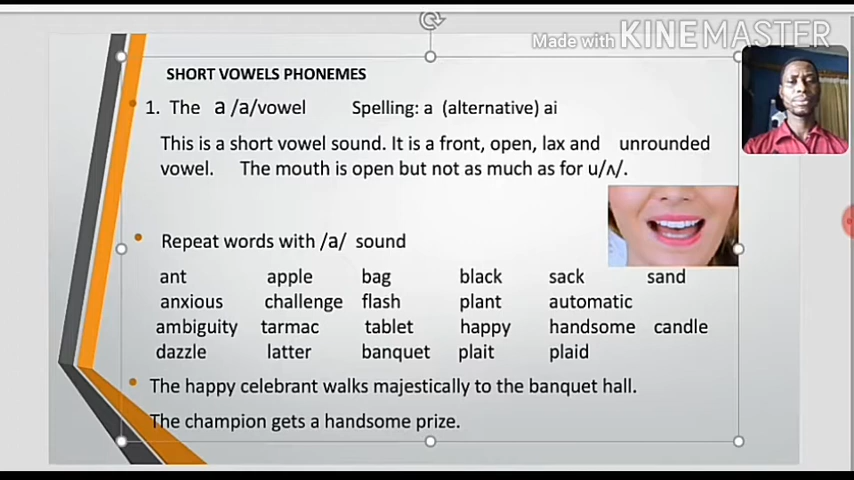 Made with KINEMASTER
SHORT VOWELS PHONEMES
1. The a /a/vowel Spelling: a (alternative) ai
This is a short vowel sound. It is a front, open, lax and unrounded
vowel. The mouth is open but not as much as for u/ʌ/.
• Repeat words with /a/ sound
ant apple bag black sack sand
anxious challenge flash plant automatic
ambiguity tarmac tablet happy handsome candle
dazzle latter banquet plait plaid
• The happy celebrant walks majestically to the banquet hall.
The champion gets a handsome prize.